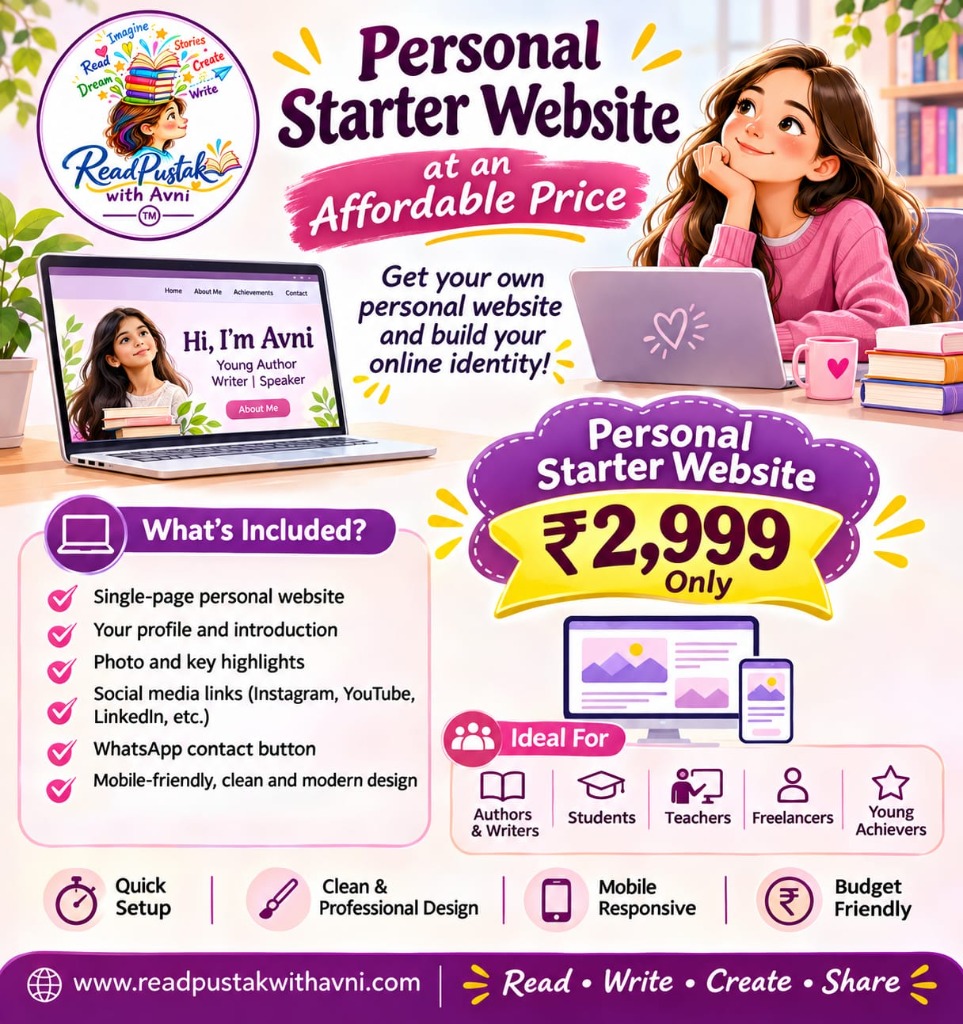 Imagine
Read
Stories
Create
Dream
Write
ReadPustak
with Avni
TM
Personal
Starter Website
at an
Affordable Price
Get your own
personal website
and build your
online identity!
Home About Me Achievements Contact
Hi, I'm Avni
Young Author
Writer | Speaker
About Me
Personal
Starter Website
₹2,999
Only
What's Included?
Single-page personal website
Your profile and introduction
Photo and key highlights
Social media links (Instagram, YouTube,
LinkedIn, etc.)
WhatsApp contact button
Mobile-friendly, clean and modern design
Ideal For
Authors
& Writers
Students
Teachers
Freelancers
Young
Achievers
Quick
Setup
Clean &
Professional Design
Mobile
Responsive
Budget
Friendly
www.readpustakwithavni.com
Read • Write • Create • Share